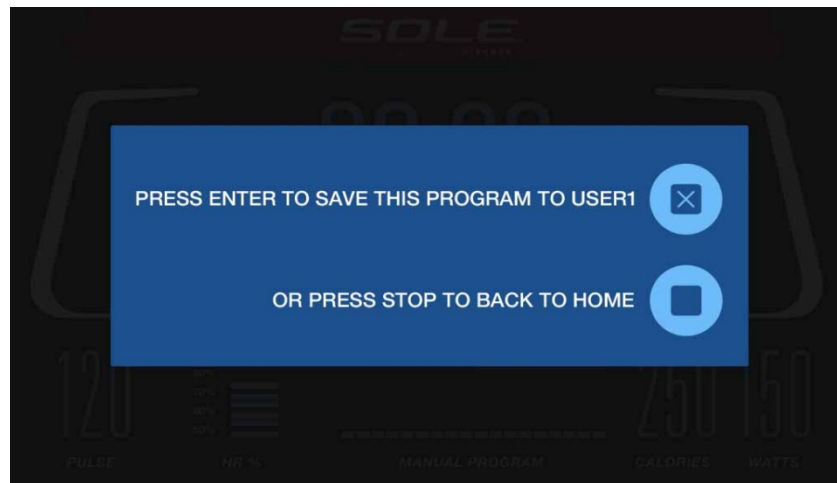 SOLE
PRESS ENTER TO SAVE THIS PROGRAM TO USER1
OR PRESS STOP TO BACK TO HOME
120
250
150
PULSE
HR %
MANUAL PROGRAM
CALORIES
WATTS